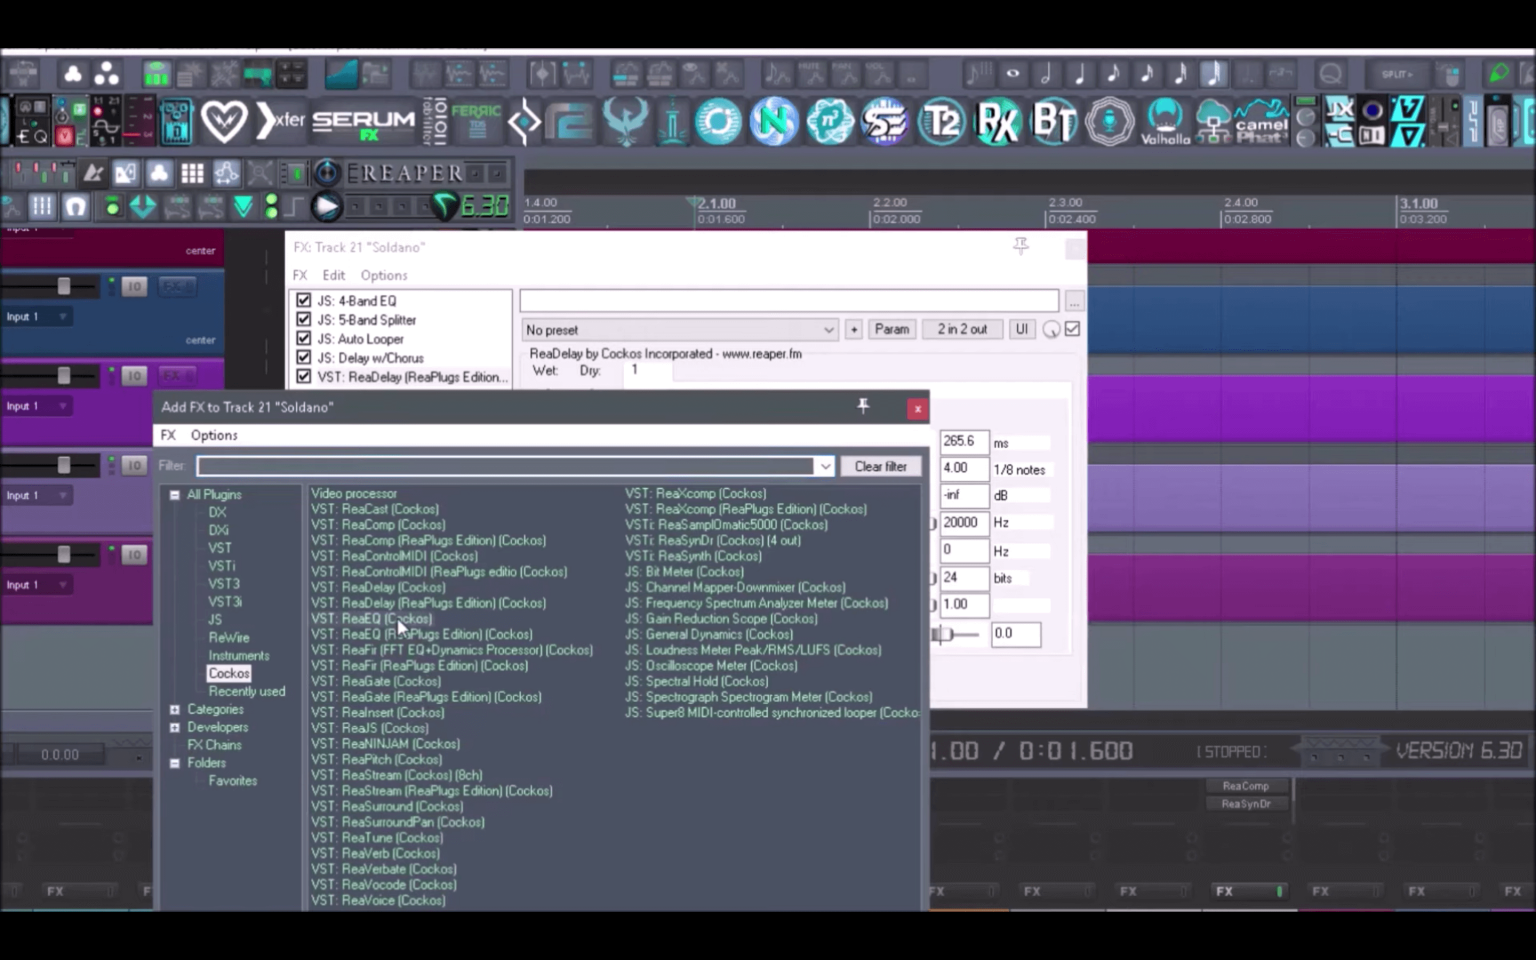 SPLIT
EQ
xfer
SERUM
FX
FERRIC
T2
RX
BT
Valhalla
camel
Phat
REAPER
6.30
1.4.00
2.1.00
2.2.00
2.3.00
2.4.00
3.1.00
0:01.200
0:01.600
0:02.000
0:02.400
0:02.800
0:03.200
center
IO
Input 1
center
IO
Input 1
IO
Input 1
IO
Input 1
FX: Track 21 "Soldano"
FX Edit Options
JS: 4-Band EQ
JS: 5-Band Splitter
JS: Auto Looper
JS: Delay w/Chorus
VST: ReaDelay (ReaPlugs Edition...
...
No preset
+
Param
2 in 2 out
UI
ReaDelay by Cockos Incorporated - www.reaper.fm
Wet: Dry: 1
265.6 ms
4.00 1/8 notes
-inf dB
20000 Hz
0 Hz
24 bits
1.00
0.0
Add FX to Track 21 "Soldano"
x
FX Options
Filter:
Clear filter
All Plugins
DX
DXi
VST
VSTi
VST3
VST3i
JS
ReWire
Instruments
Cockos
Recently used
Categories
Developers
FX Chains
Folders
Favorites
Video processor
VST: ReaCast (Cockos)
VST: ReaComp (Cockos)
VST: ReaComp (ReaPlugs Edition) (Cockos)
VST: ReaControlMIDI (Cockos)
VST: ReaControlMIDI (ReaPlugs editio (Cockos)
VST: ReaDelay (Cockos)
VST: ReaDelay (ReaPlugs Edition) (Cockos)
VST: ReaEQ (Cockos)
VST: ReaEQ (ReaPlugs Edition) (Cockos)
VST: ReaFir (FFT EQ+Dynamics Processor) (Cockos)
VST: ReaFir (ReaPlugs Edition) (Cockos)
VST: ReaGate (Cockos)
VST: ReaGate (ReaPlugs Edition) (Cockos)
VST: ReaInsert (Cockos)
VST: ReaJS (Cockos)
VST: ReaNINJAM (Cockos)
VST: ReaPitch (Cockos)
VST: ReaStream (Cockos) (8ch)
VST: ReaStream (ReaPlugs Edition) (Cockos)
VST: ReaSurround (Cockos)
VST: ReaSurroundPan (Cockos)
VST: ReaTune (Cockos)
VST: ReaVerb (Cockos)
VST: ReaVerbate (Cockos)
VST: ReaVocode (Cockos)
VST: ReaVoice (Cockos)
VST: ReaXcomp (Cockos)
VST: ReaXcomp (ReaPlugs Edition) (Cockos)
VSTi: ReaSamplOmatic5000 (Cockos)
VSTi: ReaSynDr (Cockos) (4 out)
VSTi: ReaSynth (Cockos)
JS: Bit Meter (Cockos)
JS: Channel Mapper-Downmixer (Cockos)
JS: Frequency Spectrum Analyzer Meter (Cockos)
JS: Gain Reduction Scope (Cockos)
JS: General Dynamics (Cockos)
JS: Loudness Meter Peak/RMS/LUFS (Cockos)
JS: Oscilloscope Meter (Cockos)
JS: Spectral Hold (Cockos)
JS: Spectrograph Spectrogram Meter (Cockos)
JS: Super8 MIDI-controlled synchronized looper (Cocko
0.0.00
1.00 / 0:01.600
[STOPPED]
VERSION 6.30
ReaComp
ReaSynDr
FX
FX
FX
FX
FX
FX
FX
FX